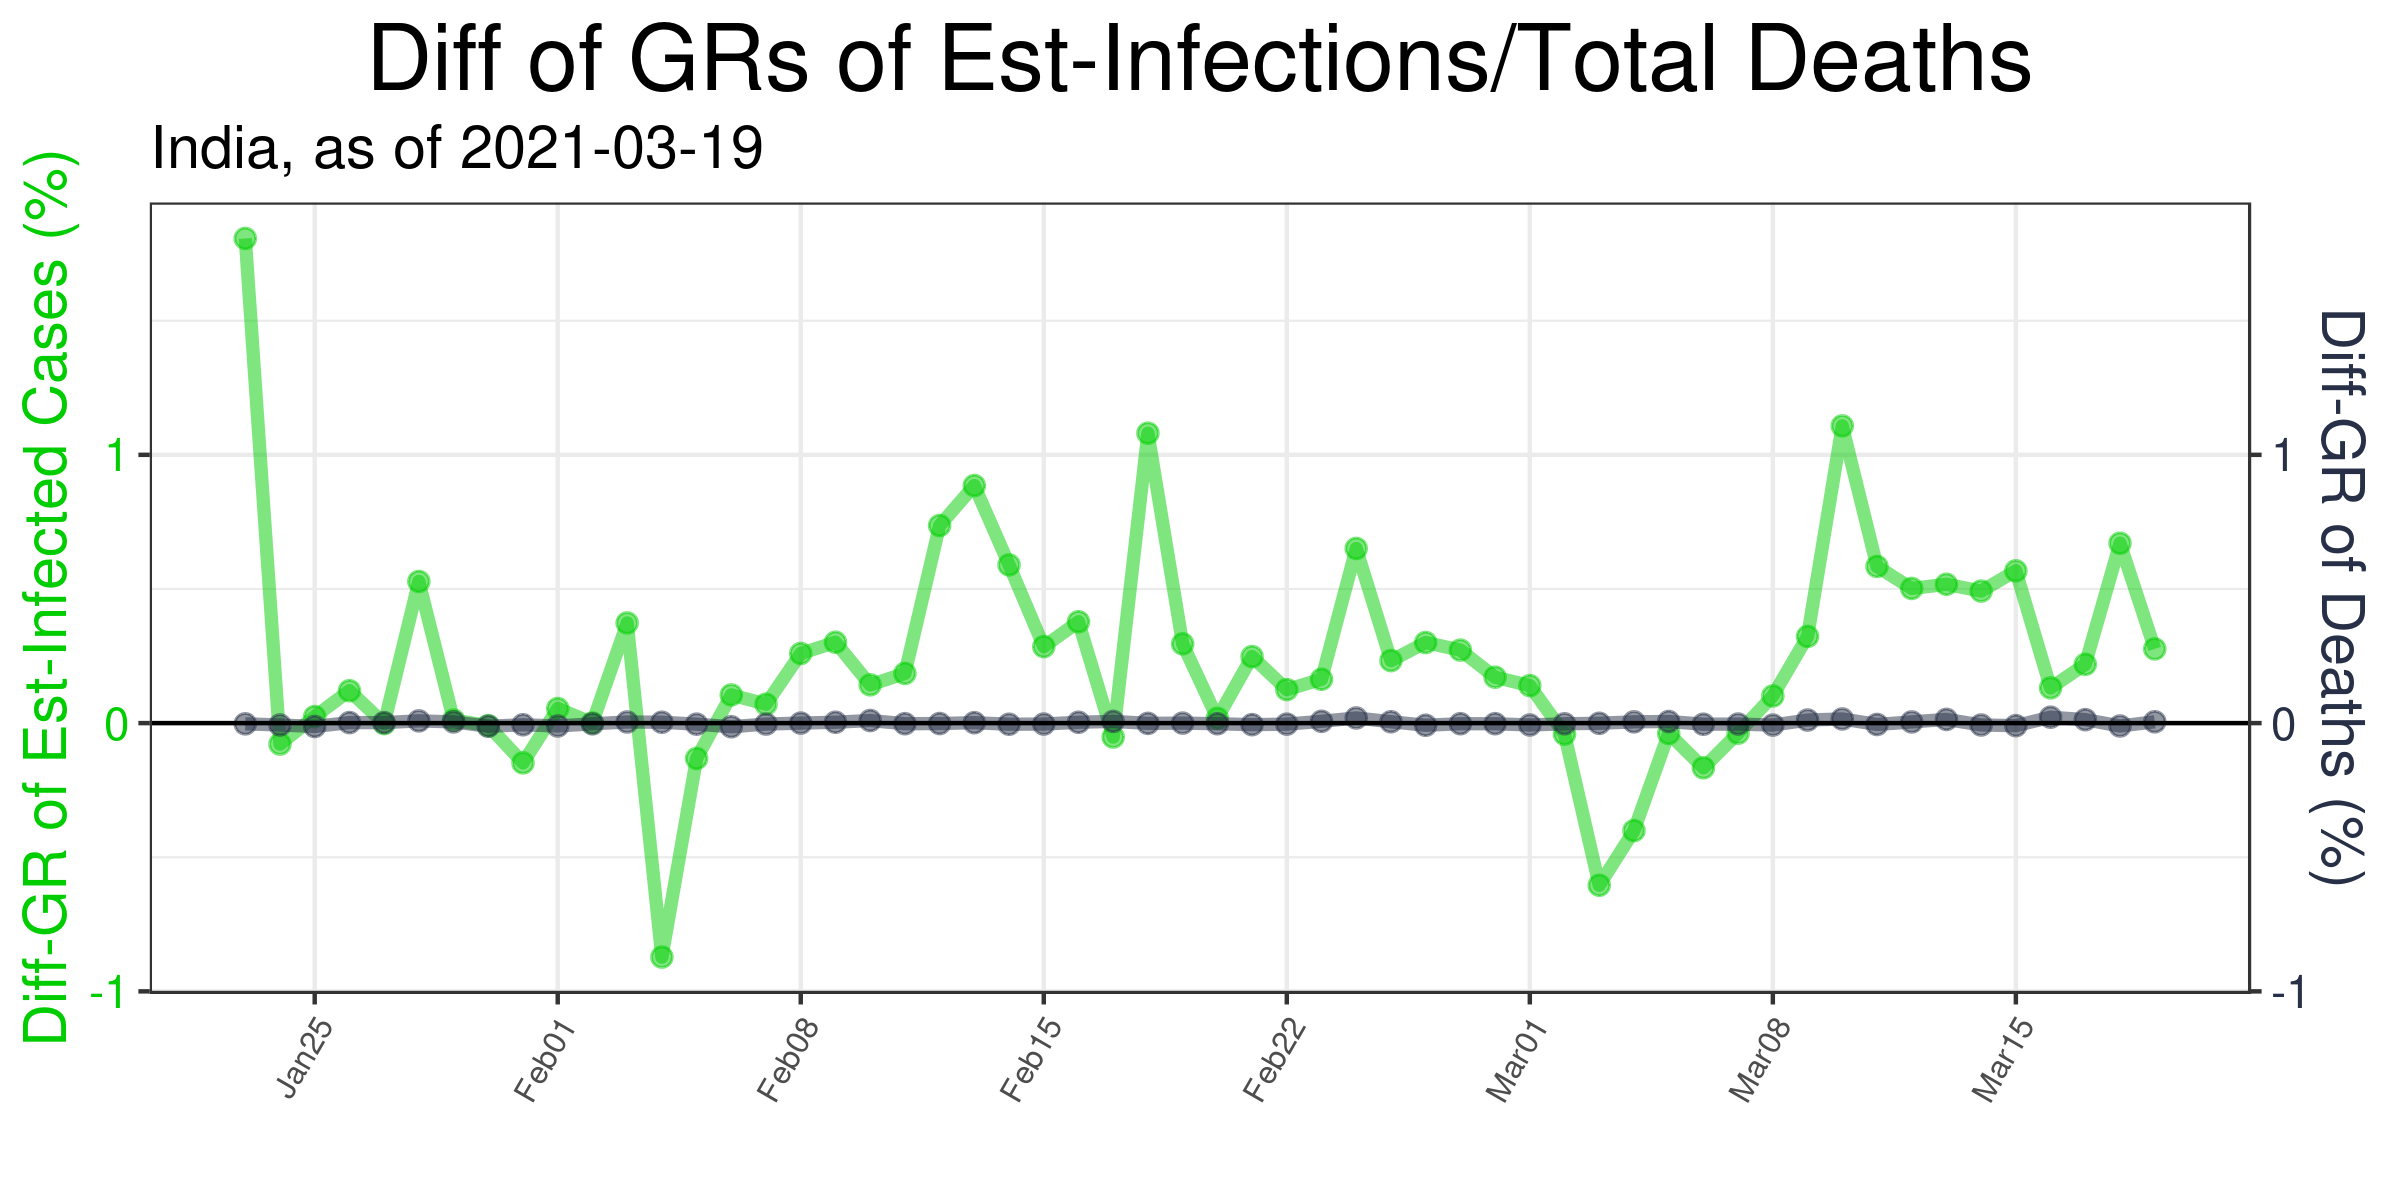 Diff of GRs of Est-Infections/Total Deaths
India, as of 2021-03-19
Diff-GR of Est-Infected Cases (%)
1
0
-1
Diff-GR of Deaths (%)
1
0
-1
Jan25
Feb01
Feb08
Feb15
Feb22
Mar01
Mar08
Mar15